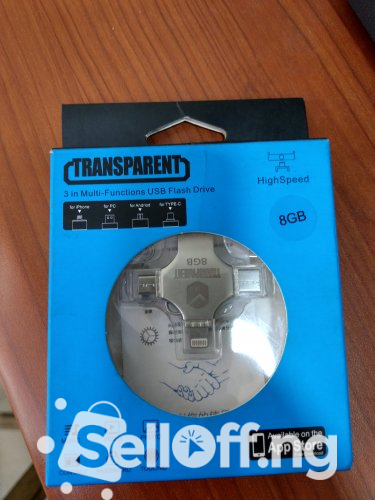 TRANSPARENT
3 in Multi-Functions USB Flash Drive
for iPhone
for PC
for Android
for TYPE-C
HighSpeed
8GB
TRANSPARENT
8GB
Available on the
App Store
Selloff.ng